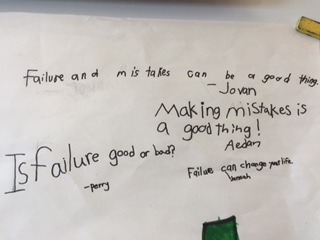 Failure and mistakes can be a good thing.
- Jovan
Making mistakes is
a good thing!
Aedan
Is failure good or bad?
-perry
Failure can change your life.